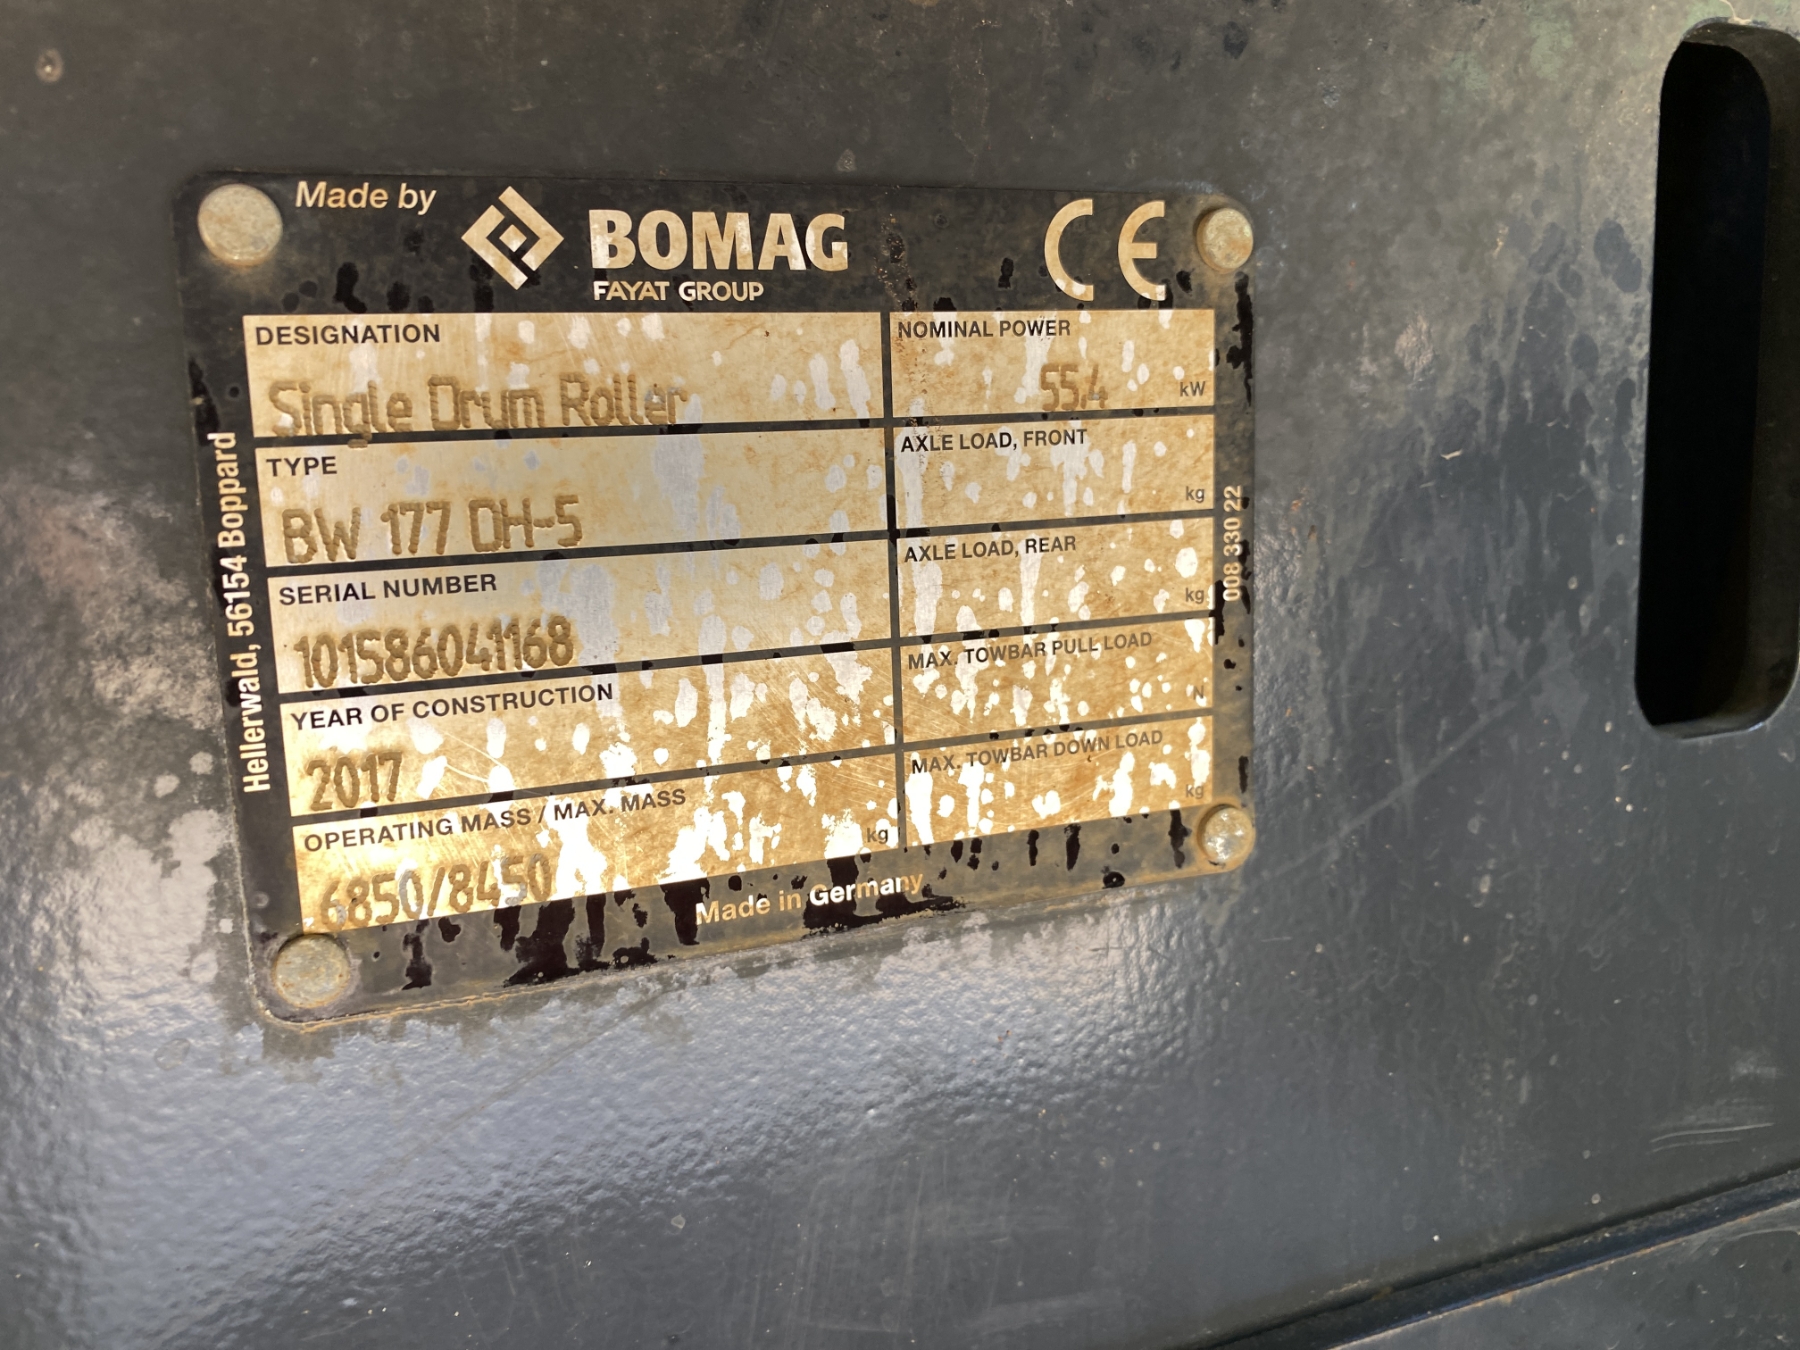 Made by
BOMAG
FAYAT GROUP
CE
DESIGNATION
Single Drum Roller
NOMINAL POWER
55,4 kW
TYPE
BW 177 DH-5
AXLE LOAD, FRONT
kg
SERIAL NUMBER
101586041168
AXLE LOAD, REAR
kg
YEAR OF CONSTRUCTION
2017
MAX. TOWBAR PULL LOAD
N
OPERATING MASS / MAX. MASS
6850/8450 kg
MAX. TOWBAR DOWN LOAD
kg
Made in Germany
Hellerwald, 56154 Boppard
008 330 22